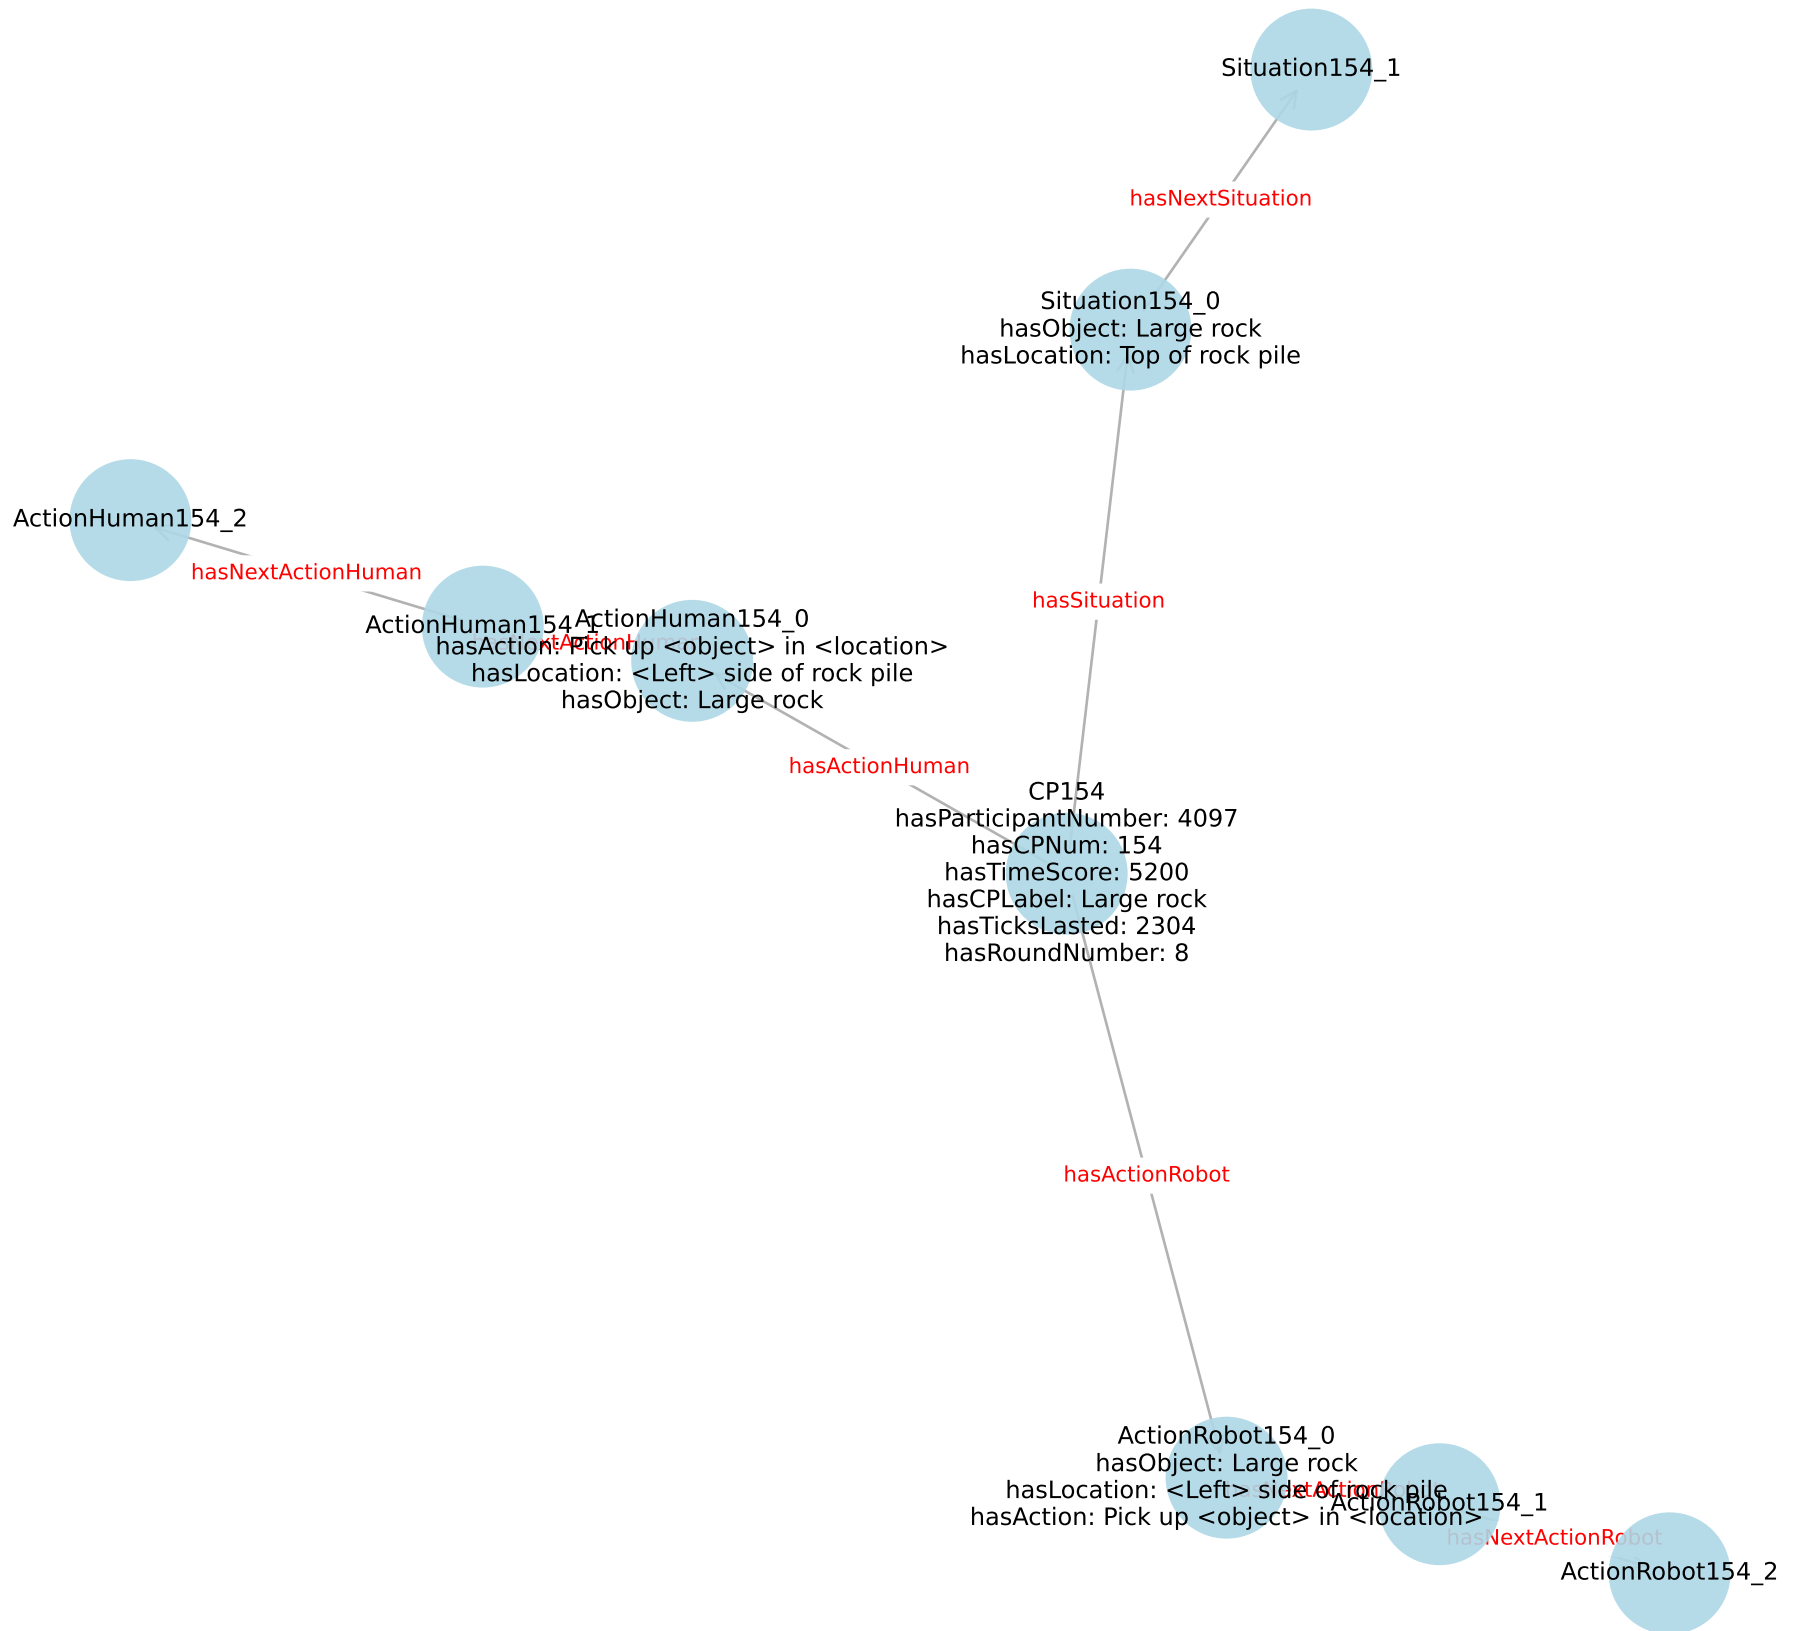 Situation154_1
hasNextSituation
Situation154_0
hasObject: Large rock
hasLocation: Top of rock pile
ActionHuman154_2
hasNextActionHuman
hasSituation
ActionHuman154_1
ActionHuman154_0
hasAction: Pick up <object> in <location>
hasLocation: <Left> side of rock pile
hasObject: Large rock
hasActionHuman
CP154
hasParticipantNumber: 4097
hasCPNum: 154
hasTimeScore: 5200
hasCPLabel: Large rock
hasTicksLasted: 2304
hasRoundNumber: 8
hasActionRobot
ActionRobot154_0
hasObject: Large rock
hasLocation: <Left> side of rock pile
hasAction: Pick up <object> in <location>
ActionRobot154_1
hasNextActionRobot
ActionRobot154_2